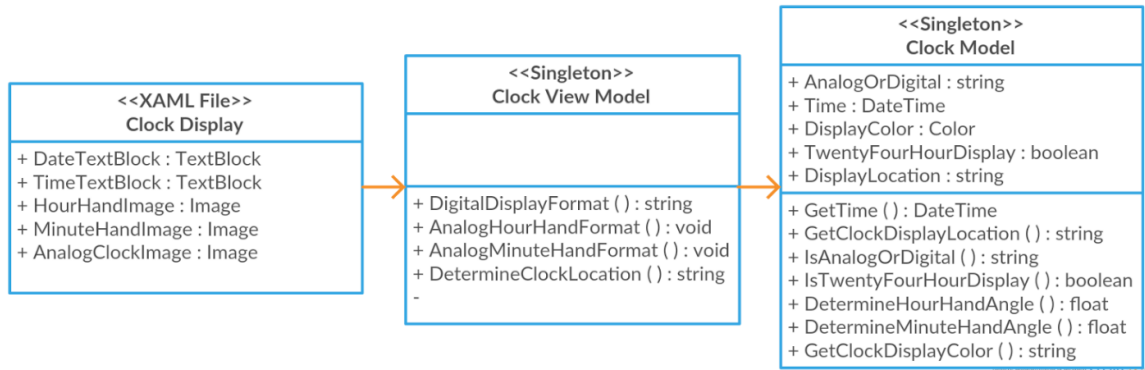 <<XAML File>>
Clock Display
+ DateTextBlock : TextBlock
+ TimeTextBlock : TextBlock
+ HourHandImage : Image
+ MinuteHandImage : Image
+ AnalogClockImage : Image
<<Singleton>>
Clock View Model
+ DigitalDisplayFormat ( ) : string
+ AnalogHourHandFormat ( ) : void
+ AnalogMinuteHandFormat ( ) : void
+ DetermineClockLocation ( ) : string
-
<<Singleton>>
Clock Model
+ AnalogOrDigital : string
+ Time : DateTime
+ DisplayColor : Color
+ TwentyFourHourDisplay : boolean
+ DisplayLocation : string
+ GetTime ( ) : DateTime
+ GetClockDisplayLocation ( ) : string
+ IsAnalogOrDigital ( ) : string
+ IsTwentyFourHourDisplay ( ) : boolean
+ DetermineHourHandAngle ( ) : float
+ DetermineMinuteHandAngle ( ) : float
+ GetClockDisplayColor ( ) : string